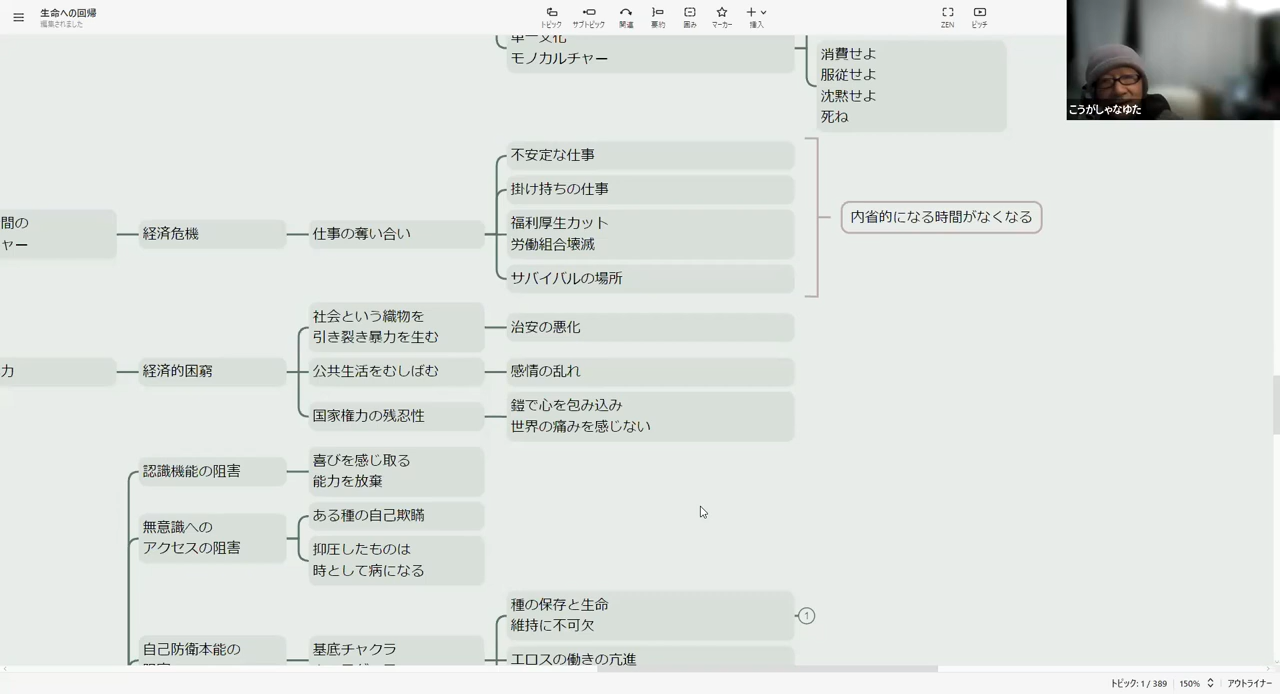 生命への回帰
編集されました
トピック
サブトピック
関連
要約
囲み
マーカー
挿入
ZEN
ピッチ
こうがしゃなゆた
単一文化
モノカルチャー
消費せよ
服従せよ
沈黙せよ
死ね
間の
ャー
経済危機
仕事の奪い合い
不安定な仕事
掛け持ちの仕事
福利厚生カット
労働組合壊滅
サバイバルの場所
内省的になる時間がなくなる
力
経済的困窮
社会という織物を
引き裂き暴力を生む
治安の悪化
公共生活をむしばむ
感情の乱れ
国家権力の残忍性
鎧で心を包み込み
世界の痛みを感じない
認識機能の阻害
喜びを感じ取る
能力を放棄
無意識への
アクセスの阻害
ある種の自己欺瞞
抑圧したものは
時として病になる
自己防衛本能の
基底チャクラ
種の保存と生命
維持に不可欠
1
エロスの働きの亢進
トピック: 1 / 389
150%
アウトライナー